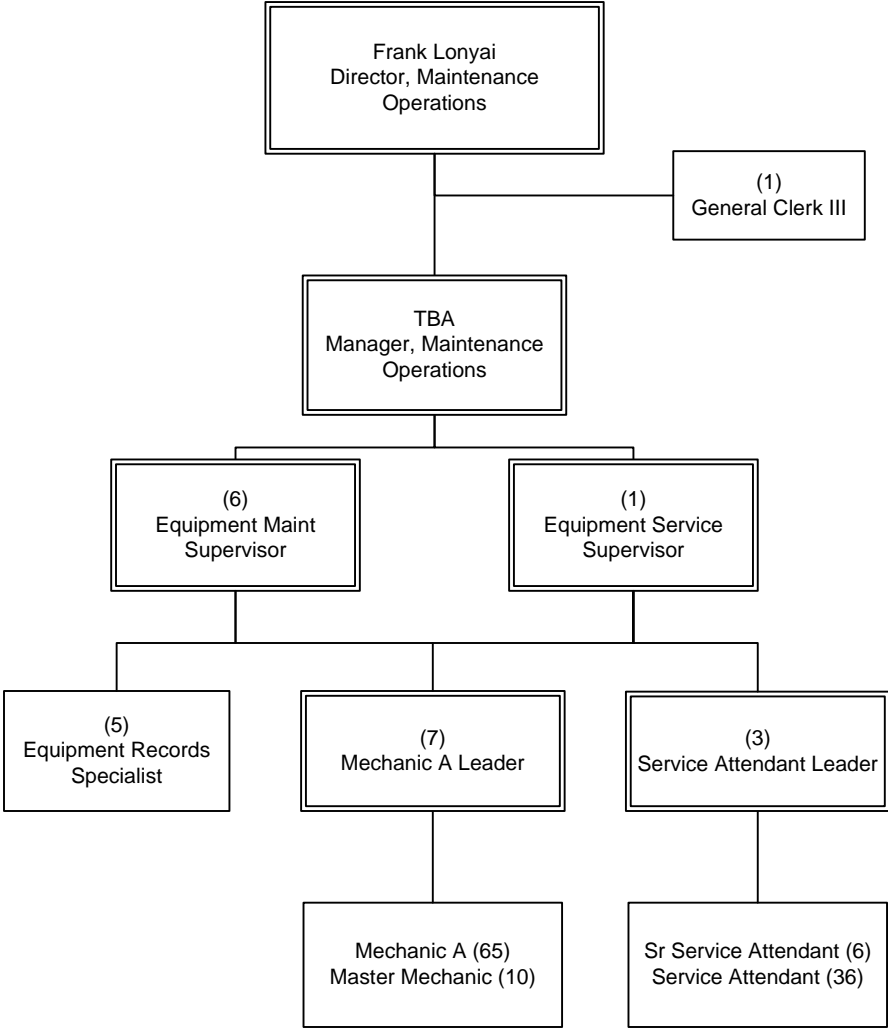 Frank Lonyai
Director, Maintenance
Operations
(1)
General Clerk III
TBA
Manager, Maintenance
Operations
(6)
Equipment Maint
Supervisor
(1)
Equipment Service
Supervisor
(5)
Equipment Records
Specialist
(7)
Mechanic A Leader
(3)
Service Attendant Leader
Mechanic A (65)
Master Mechanic (10)
Sr Service Attendant (6)
Service Attendant (36)